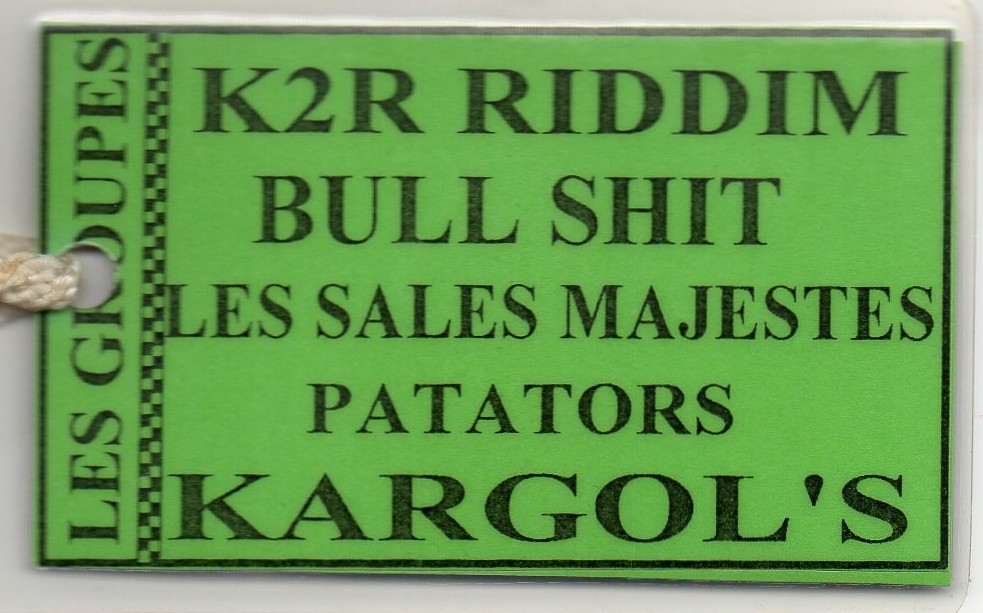 LES GROUPES
K2R RIDDIM
BULL SHIT
LES SALES MAJESTES
PATATORS
KARGOL'S